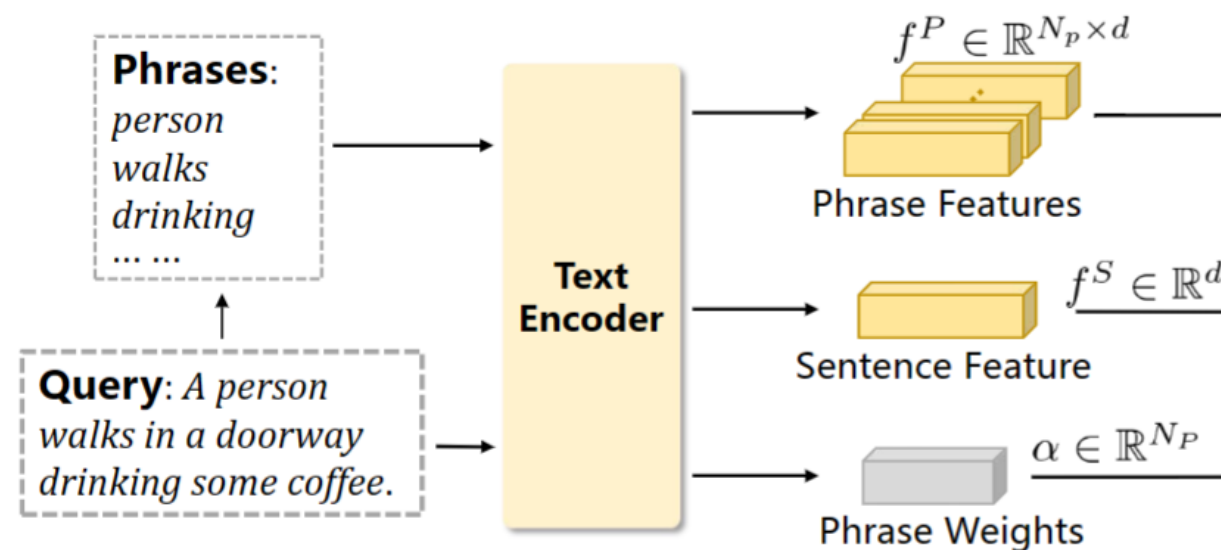 Phrases:
person
walks
drinking
... ...
Query: A person
walks in a doorway
drinking some coffee.
Text
Encoder
f^P ∈ ℝ^{N_p×d}
Phrase Features
f^S ∈ ℝ^d
Sentence Feature
α ∈ ℝ^{N_P}
Phrase Weights